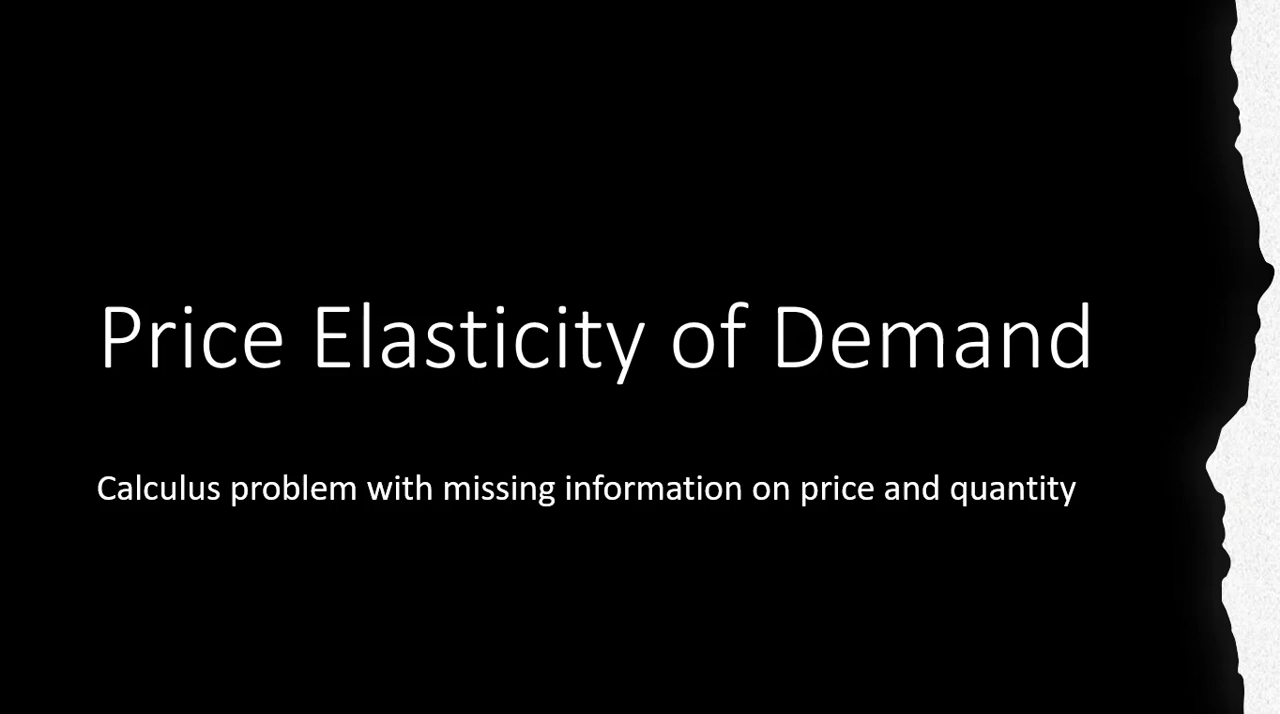 Price Elasticity of Demand
Calculus problem with missing information on price and quantity